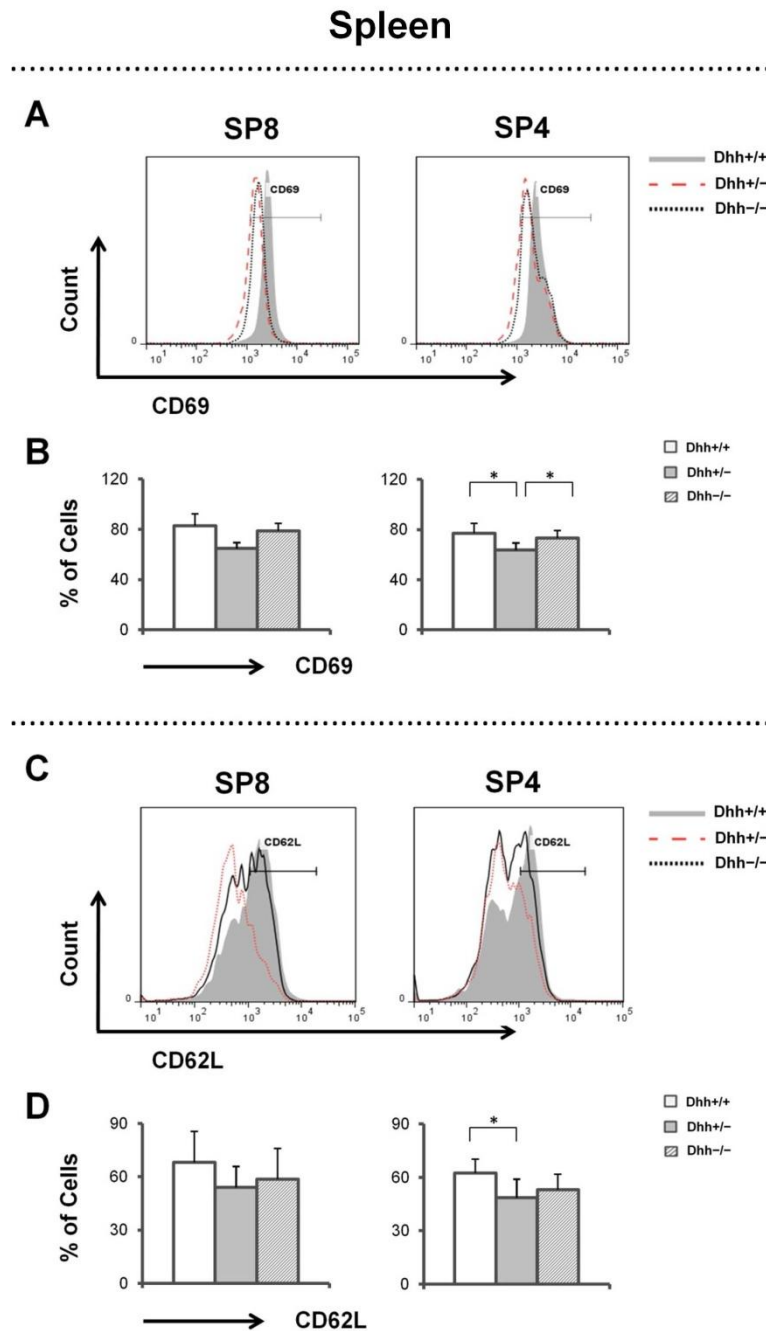 Spleen
A
SP8
SP4
CD69
CD69
Dhh+/+
Dhh+/−
Dhh−/−
Count
0
10¹ 10² 10³ 10⁴ 10⁵
0
10¹ 10² 10³ 10⁴ 10⁵
CD69
B
Dhh+/+
Dhh+/−
Dhh−/−
% of Cells
120
80
40
0
120
80
40
0
*
*
CD69
C
SP8
SP4
CD62L
CD62L
Dhh+/+
Dhh+/−
Dhh−/−
Count
0
10¹ 10² 10³ 10⁴ 10⁵
0
10¹ 10² 10³ 10⁴ 10⁵
CD62L
D
Dhh+/+
Dhh+/−
Dhh−/−
% of Cells
90
60
30
0
90
60
30
0
*
CD62L